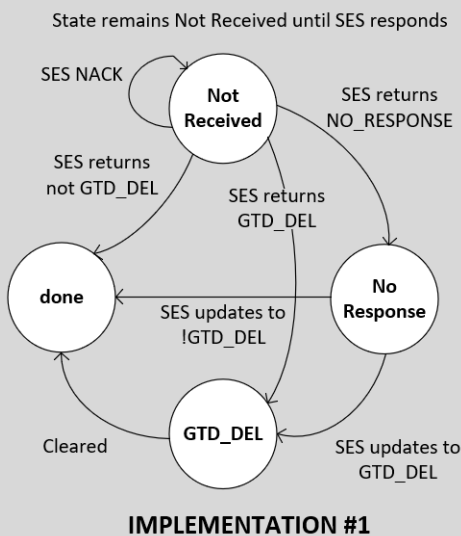 State remains Not Received until SES responds
SES NACK
Not
Received
SES returns
NO_RESPONSE
SES returns
not GTD_DEL
SES returns
GTD_DEL
done
No
Response
SES updates to
!GTD_DEL
GTD_DEL
Cleared
SES updates to
GTD_DEL
IMPLEMENTATION #1